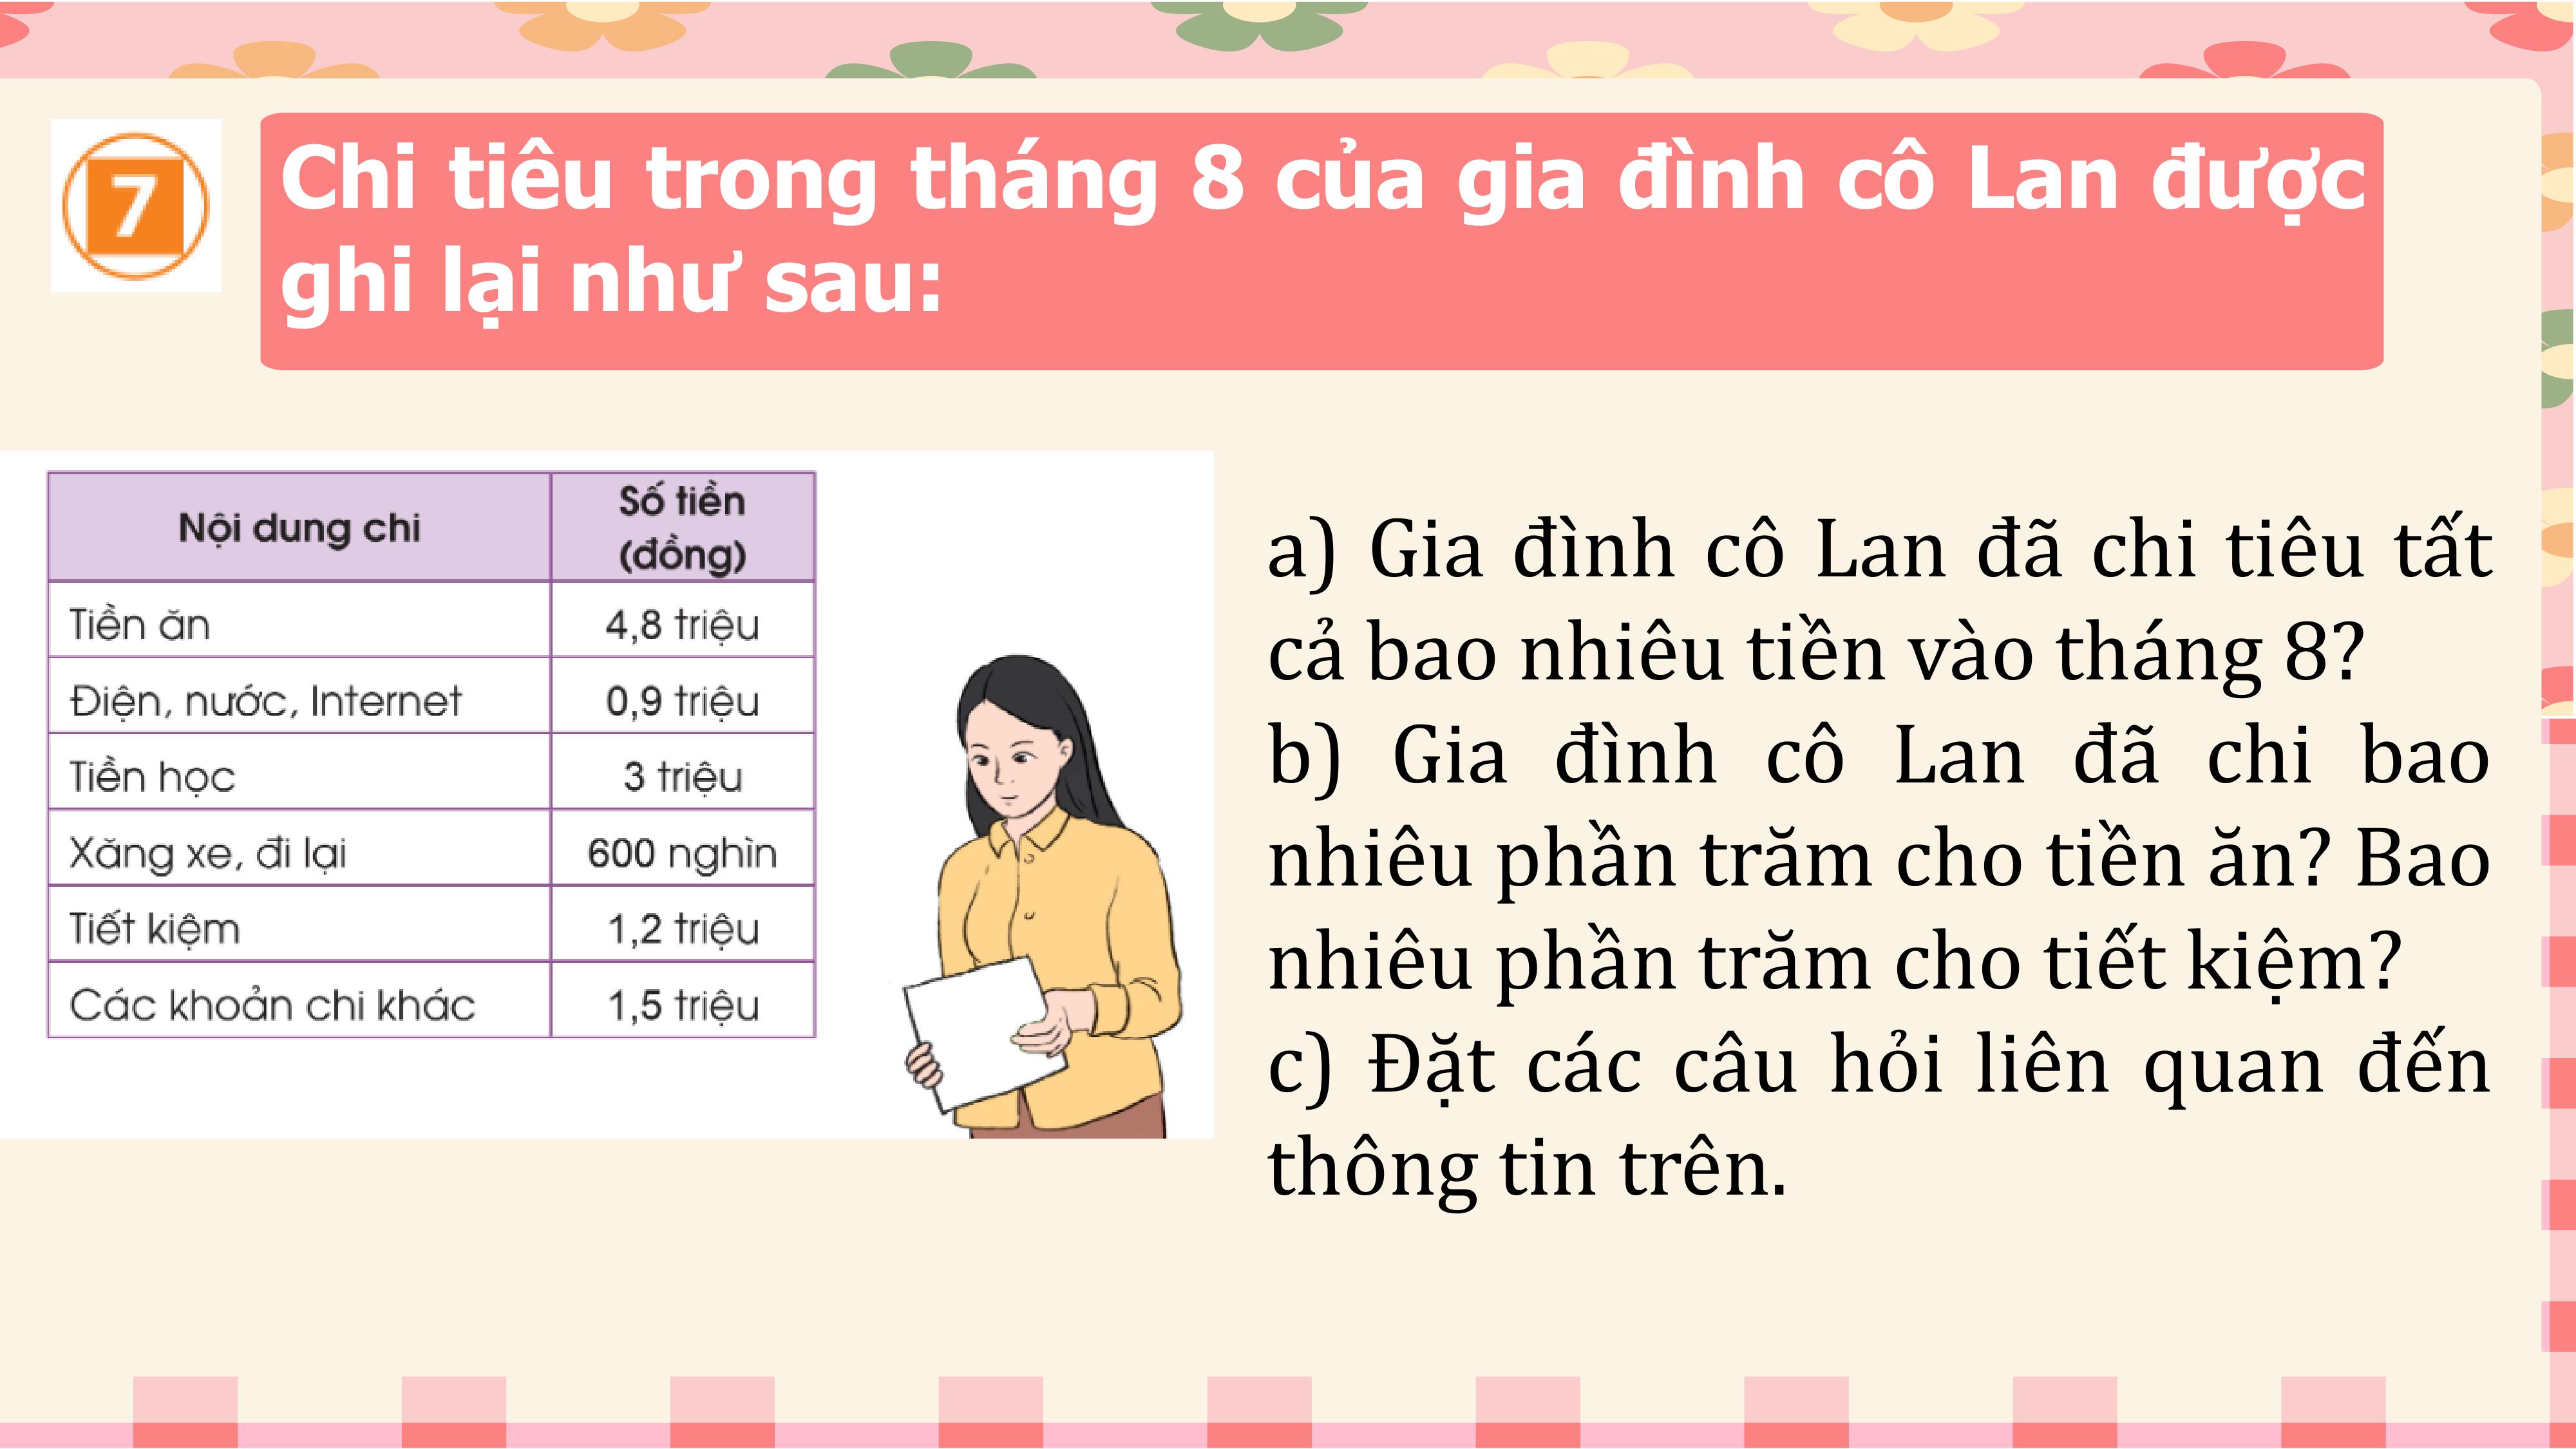 7
Chi tiêu trong tháng 8 của gia đình cô Lan được
ghi lại như sau:
Nội dung chi
Số tiền
(đồng)
Tiền ăn
4,8 triệu
Điện, nước, Internet
0,9 triệu
Tiền học
3 triệu
Xăng xe, đi lại
600 nghìn
Tiết kiệm
1,2 triệu
Các khoản chi khác
1,5 triệu
a) Gia đình cô Lan đã chi tiêu tất
cả bao nhiêu tiền vào tháng 8?
b) Gia đình cô Lan đã chi bao
nhiêu phần trăm cho tiền ăn? Bao
nhiêu phần trăm cho tiết kiệm?
c) Đặt các câu hỏi liên quan đến
thông tin trên.